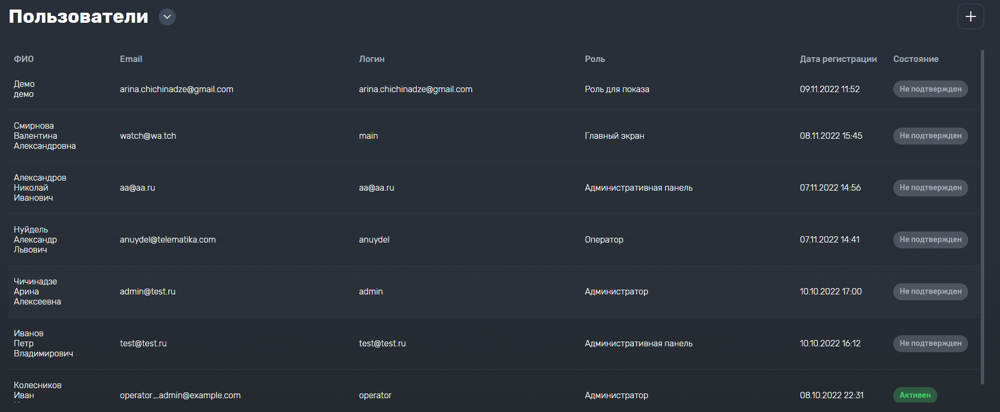 Пользователи
ФИО Email Логин Роль Дата регистрации Состояние
Демо
демо
arina.chichinadze@gmail.com arina.chichinadze@gmail.com Роль для показа 09.11.2022 11:52 Не подтвержден
Смирнова
Валентина
Александровна
watch@wa.tch main Главный экран 08.11.2022 15:45 Не подтвержден
Александров
Николай
Иванович
aa@aa.ru aa@aa.ru Административная панель 07.11.2022 14:56 Не подтвержден
Нуйдель
Александр
Львович
anuydel@telematika.com anuydel Оператор 07.11.2022 14:41 Не подтвержден
Чичинадзе
Арина
Алексеевна
admin@test.ru admin Администратор 10.10.2022 17:00 Не подтвержден
Иванов
Петр
Владимирович
test@test.ru test@test.ru Административная панель 10.10.2022 16:12 Не подтвержден
Колесников
Иван
operator_admin@example.com operator Администратор 08.10.2022 22:31 Активен